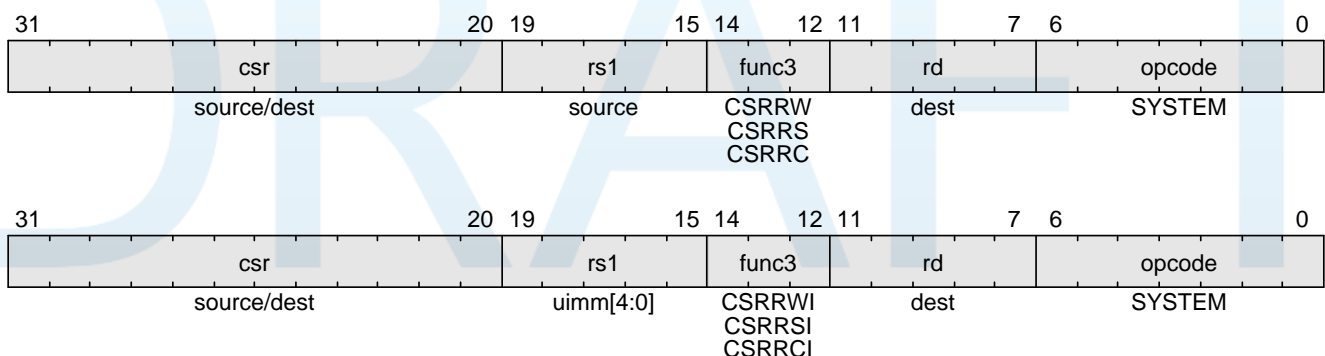 DRAFT
31 20 19 15 14 12 11 7 6 0
csr rs1 func3 rd opcode
source/dest source CSRRW dest SYSTEM
CSRRS
CSRRC
31 20 19 15 14 12 11 7 6 0
csr rs1 func3 rd opcode
source/dest uimm[4:0] CSRRWI dest SYSTEM
CSRRSI
CSRRCI